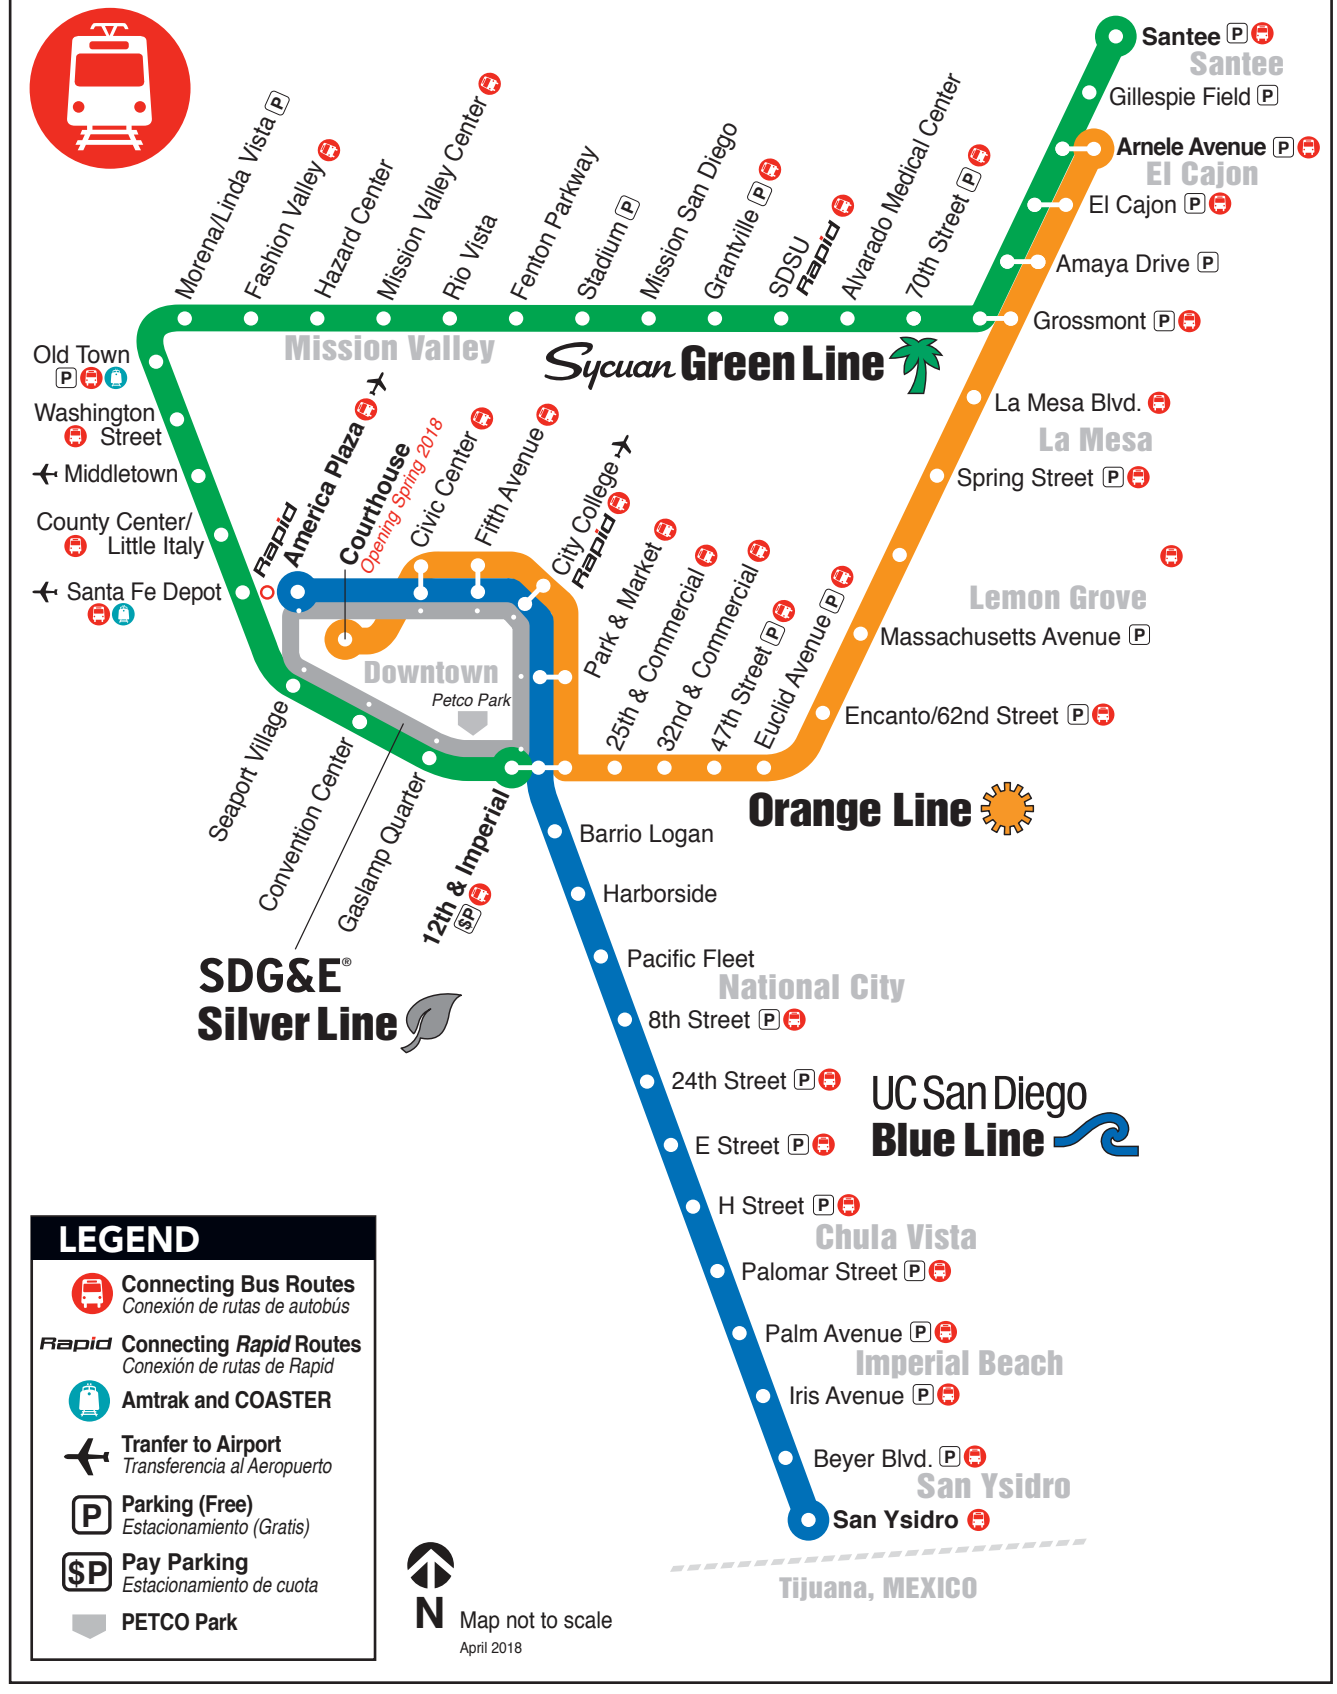 Santee P
Santee
Gillespie Field P
Arnele Avenue P
El Cajon
El Cajon P
Amaya Drive P
Grossmont P
La Mesa Blvd.
La Mesa
Spring Street P
Lemon Grove
Massachusetts Avenue P
Encanto/62nd Street P
Morena/Linda Vista P
Fashion Valley
Hazard Center
Mission Valley Center
Rio Vista
Fenton Parkway
Stadium P
Mission San Diego
Grantville P
SDSU
Rapid
Alvarado Medical Center
70th Street P
Mission Valley
Sycuan Green Line
Old Town
P
Washington
Street
Middletown
County Center/
Little Italy
Santa Fe Depot
Rapid
America Plaza
Courthouse
Opening Spring 2018
Civic Center
Fifth Avenue
City College
Rapid
Park & Market
25th & Commercial
32nd & Commercial
47th Street P
Euclid Avenue P
Downtown
Petco Park
Seaport Village
Convention Center
Gaslamp Quarter
12th & Imperial
$P
Orange Line
SDG&E®
Silver Line
Barrio Logan
Harborside
Pacific Fleet
National City
8th Street P
24th Street P
UC San Diego
Blue Line
E Street P
H Street P
Chula Vista
Palomar Street P
Palm Avenue P
Imperial Beach
Iris Avenue P
Beyer Blvd. P
San Ysidro
San Ysidro
Tijuana, MEXICO
LEGEND
Connecting Bus Routes
Conexión de rutas de autobús
Rapid Connecting Rapid Routes
Conexión de rutas de Rapid
Amtrak and COASTER
Tranfer to Airport
Transferencia al Aeropuerto
P Parking (Free)
Estacionamiento (Gratis)
$P Pay Parking
Estacionamiento de cuota
PETCO Park
N Map not to scale
April 2018